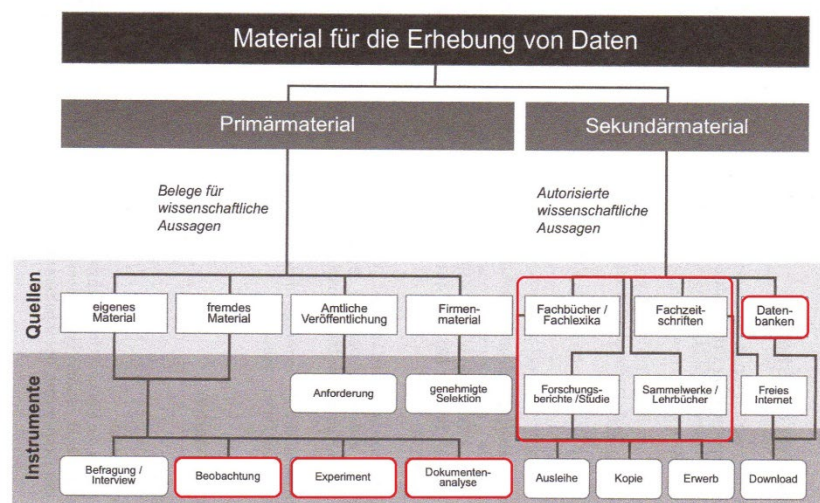 Material für die Erhebung von Daten
Primärmaterial
Sekundärmaterial
Belege für
wissenschaftliche
Aussagen
Autorisierte
wissenschaftliche
Aussagen
Quellen
eigenes
Material
fremdes
Material
Amtliche
Veröffentlichung
Firmen-
material
Fachbücher /
Fachlexika
Fachzeit-
schriften
Daten-
banken
Instrumente
Anforderung
genehmigte
Selektion
Forschungs-
berichte /Studie
Sammelwerke /
Lehrbücher
Freies
Internet
Befragung /
Interview
Beobachtung
Experiment
Dokumenten-
analyse
Ausleihe
Kopie
Erwerb
Download